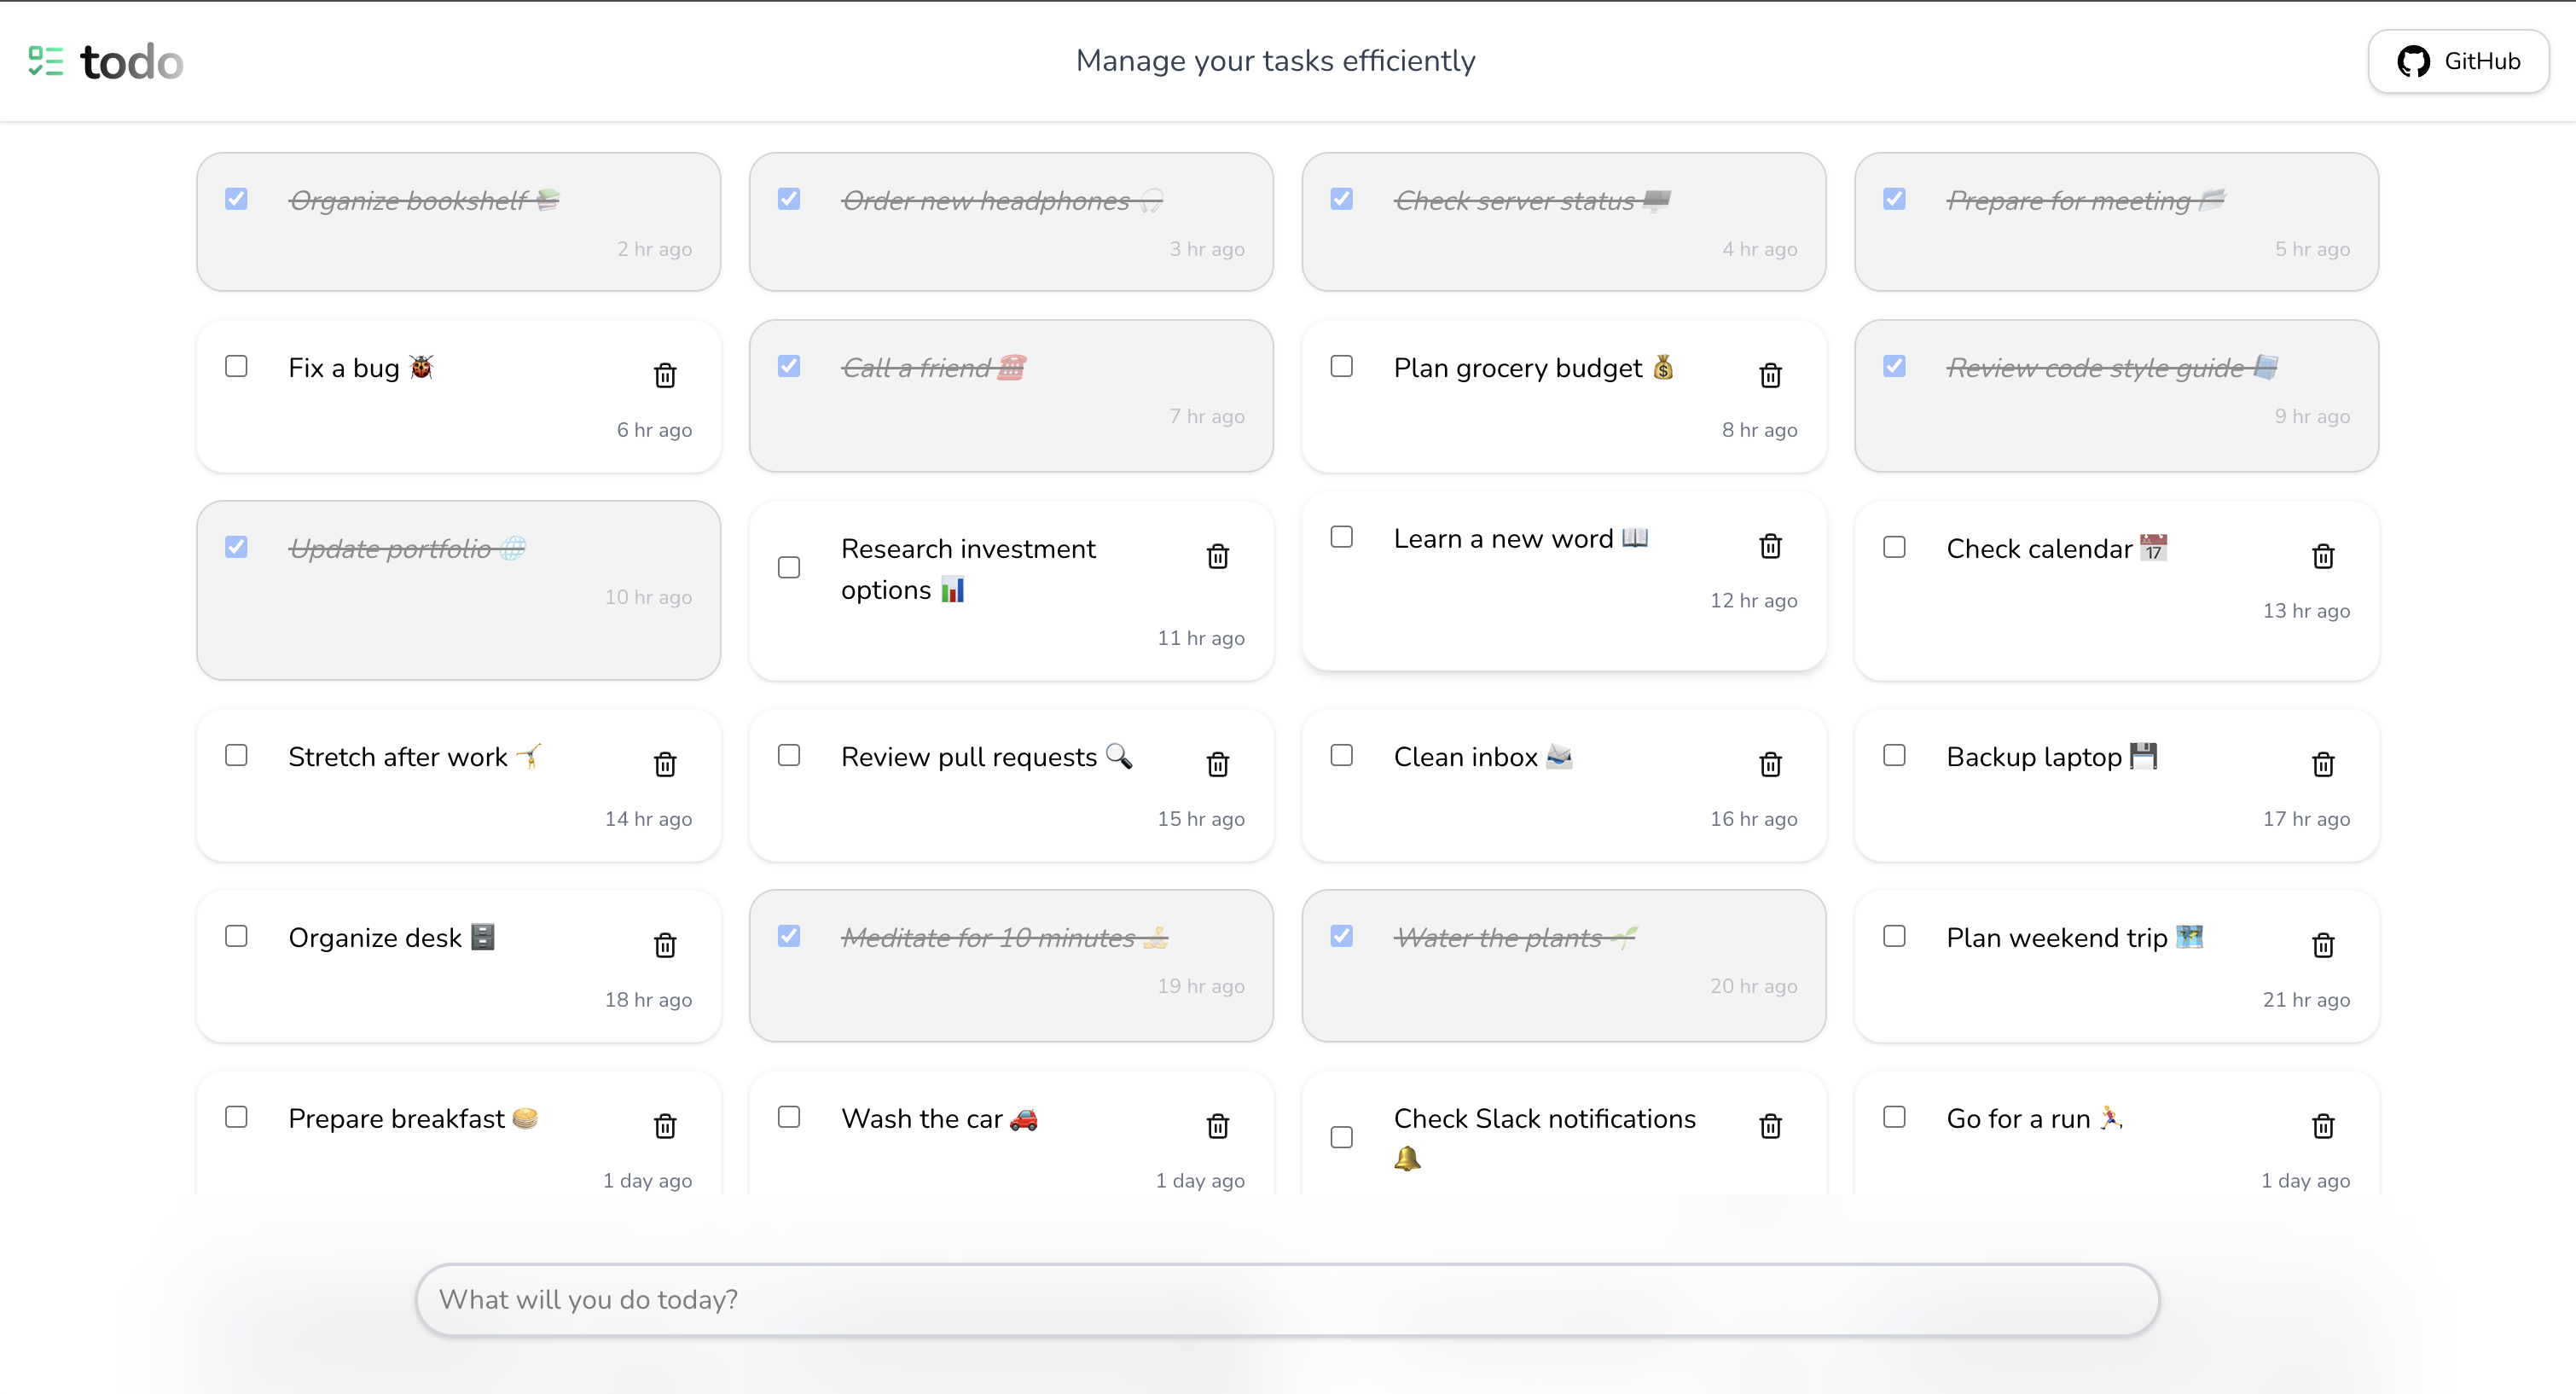 todo
Manage your tasks efficiently
GitHub
Organize bookshelf 📚
2 hr ago
Order new headphones 🎧
3 hr ago
Check server status 🖥️
4 hr ago
Prepare for meeting 📂
5 hr ago
Fix a bug 🐞
6 hr ago
Call a friend ☎️
7 hr ago
Plan grocery budget 💰
8 hr ago
Review code style guide 📘
9 hr ago
Update portfolio 🌐
10 hr ago
Research investment
options 📊
11 hr ago
Learn a new word 📖
12 hr ago
Check calendar 📅
13 hr ago
Stretch after work 🤸
14 hr ago
Review pull requests 🔍
15 hr ago
Clean inbox 📨
16 hr ago
Backup laptop 💾
17 hr ago
Organize desk 🗄️
18 hr ago
Meditate for 10 minutes 🧘
19 hr ago
Water the plants 🌱
20 hr ago
Plan weekend trip 🗺️
21 hr ago
Prepare breakfast 🥞
1 day ago
Wash the car 🚗
1 day ago
Check Slack notifications
🔔
Go for a run 🏃
1 day ago
What will you do today?